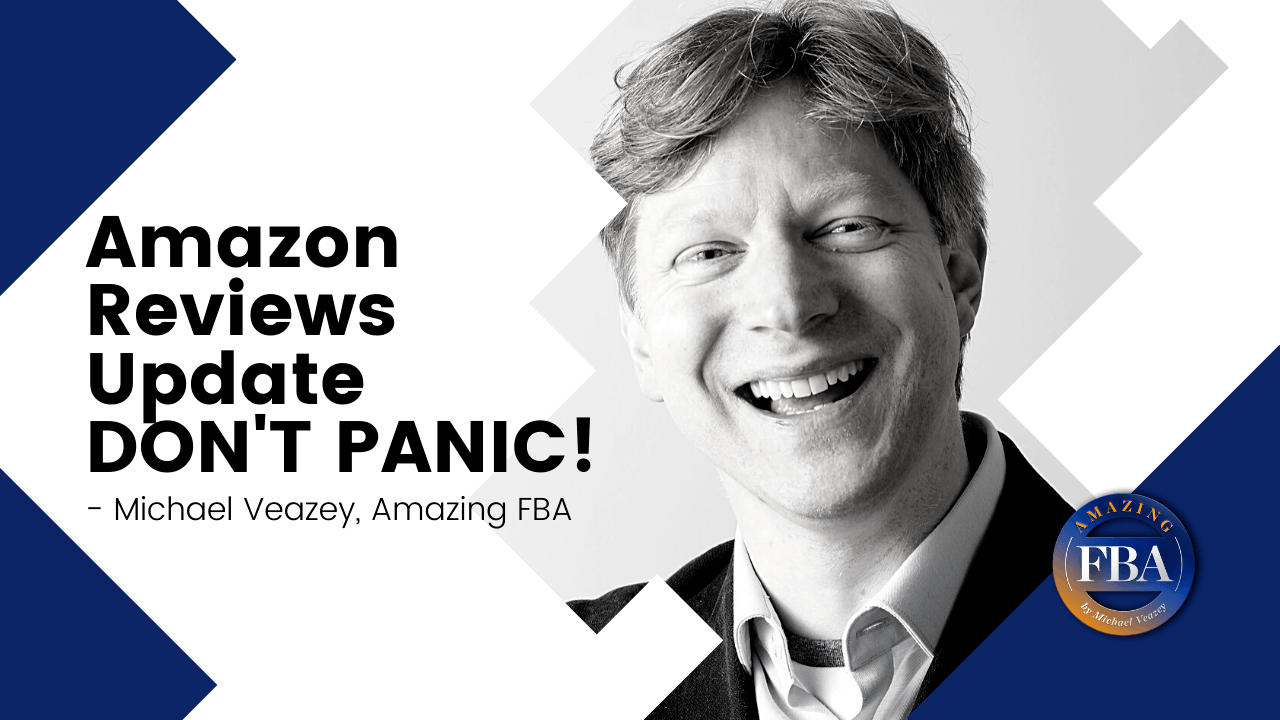 Amazon
Reviews
Update
DON'T PANIC!
- Michael Veazey, Amazing FBA
AMAZING
FBA
by Michael Veazey